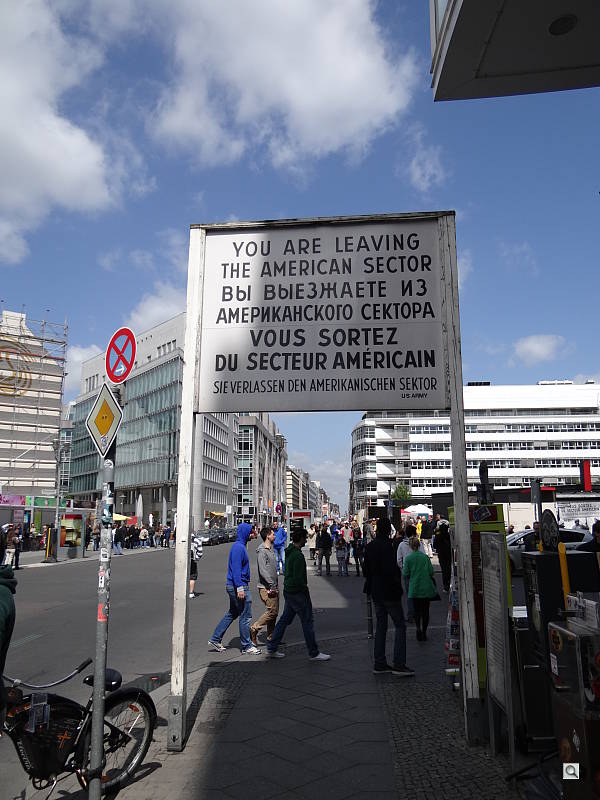 YOU ARE LEAVING
THE AMERICAN SECTOR
ВЫ ВЫЕЗЖАЕТЕ ИЗ
АМЕРИКАНСКОГО СЕКТОРА
VOUS SORTEZ
DU SECTEUR AMÉRICAIN
SIE VERLASSEN DEN AMERIKANISCHEN SEKTOR
US ARMY